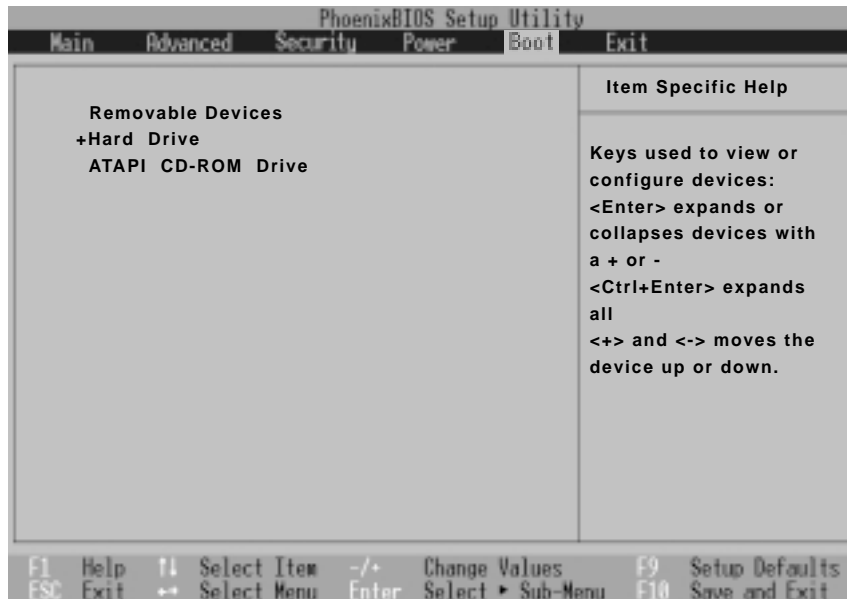 PhoenixBIOS Setup Utility
Main Advanced Security Power Boot Exit
Removable Devices
+Hard Drive
ATAPI CD-ROM Drive
Item Specific Help
Keys used to view or
configure devices:
<Enter> expands or
collapses devices with
a + or -
<Ctrl+Enter> expands
all
<+> and <-> moves the
device up or down.
F1 Help ↑↓ Select Item -/+ Change Values F9 Setup Defaults
ESC Exit ←→ Select Menu Enter Select ▸ Sub-Menu F10 Save and Exit